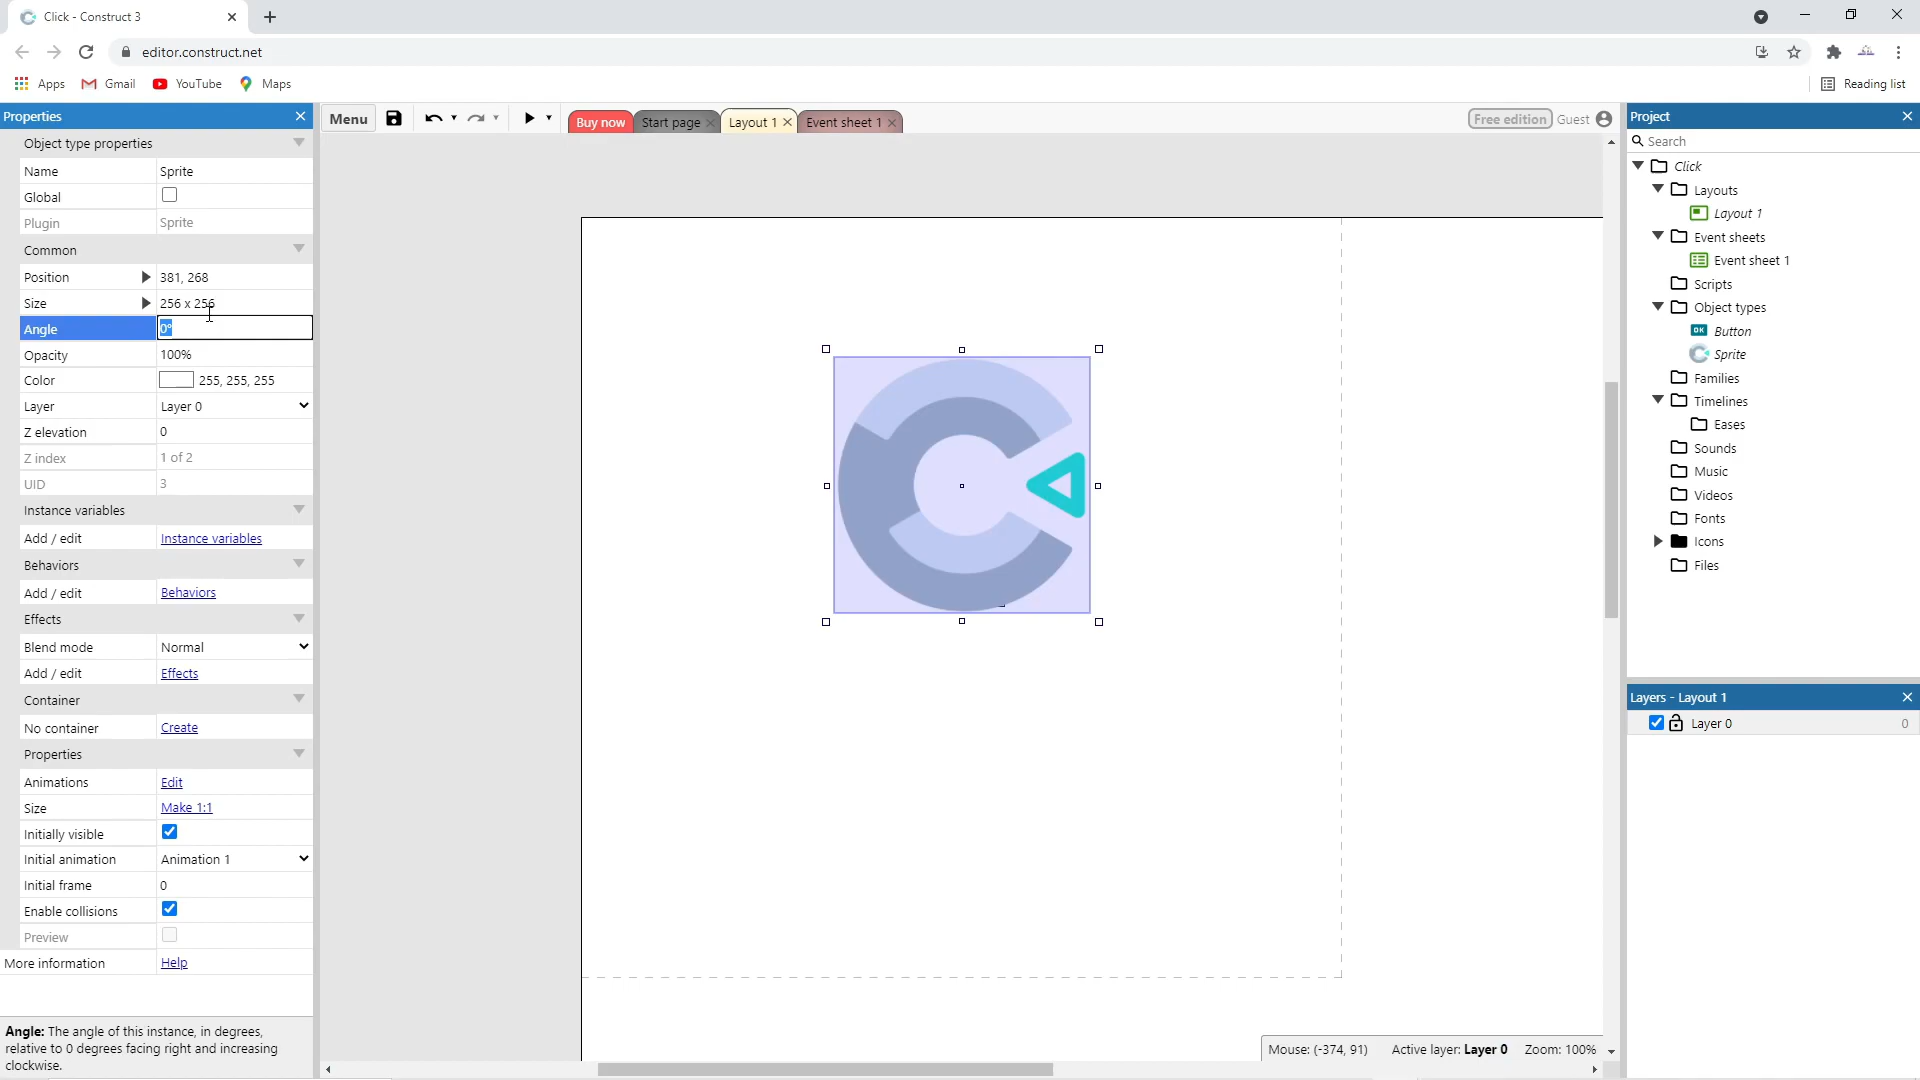 Click - Construct 3
editor.construct.net
Apps Gmail YouTube Maps Reading list
Properties
Object type properties
Name Sprite
Global
Plugin Sprite
Common
Position 381, 268
Size 256 x 256
Angle 0°
Opacity 100%
Color 255, 255, 255
Layer Layer 0
Z elevation 0
Z index 1 of 2
UID 3
Instance variables
Add / edit Instance variables
Behaviors
Add / edit Behaviors
Effects
Blend mode Normal
Add / edit Effects
Container
No container Create
Properties
Animations Edit
Size Make 1:1
Initially visible
Initial animation Animation 1
Initial frame 0
Enable collisions
Preview
More information Help
Angle: The angle of this instance, in degrees,
relative to 0 degrees facing right and increasing
clockwise.
Menu Buy now Start page Layout 1 Event sheet 1 Free edition Guest
Mouse: (-374, 91) Active layer: Layer 0 Zoom: 100%
Project
Search
Click
Layouts
Layout 1
Event sheets
Event sheet 1
Scripts
Object types
OK Button
Sprite
Families
Timelines
Eases
Sounds
Music
Videos
Fonts
Icons
Files
Layers - Layout 1
Layer 0 0